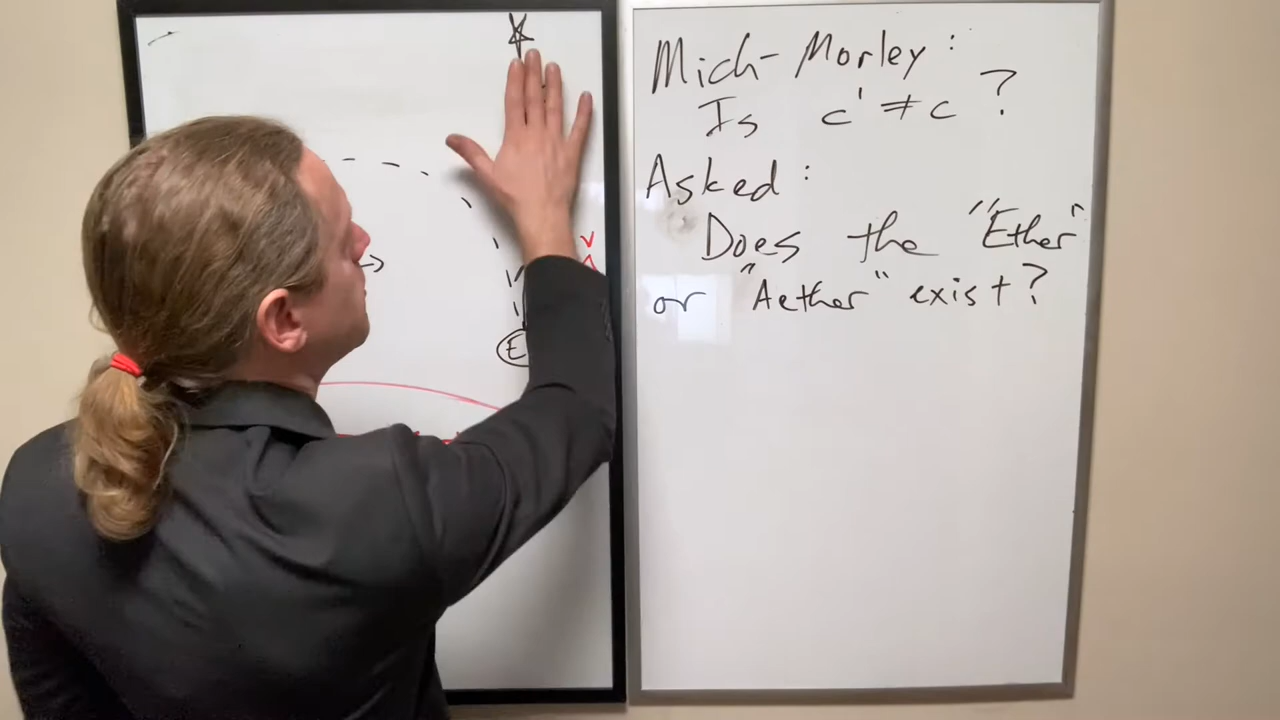 E
v
Mich-Morley:
Is c' ≠ c ?
Asked:
Does the "Ether"
or "Aether" exist?